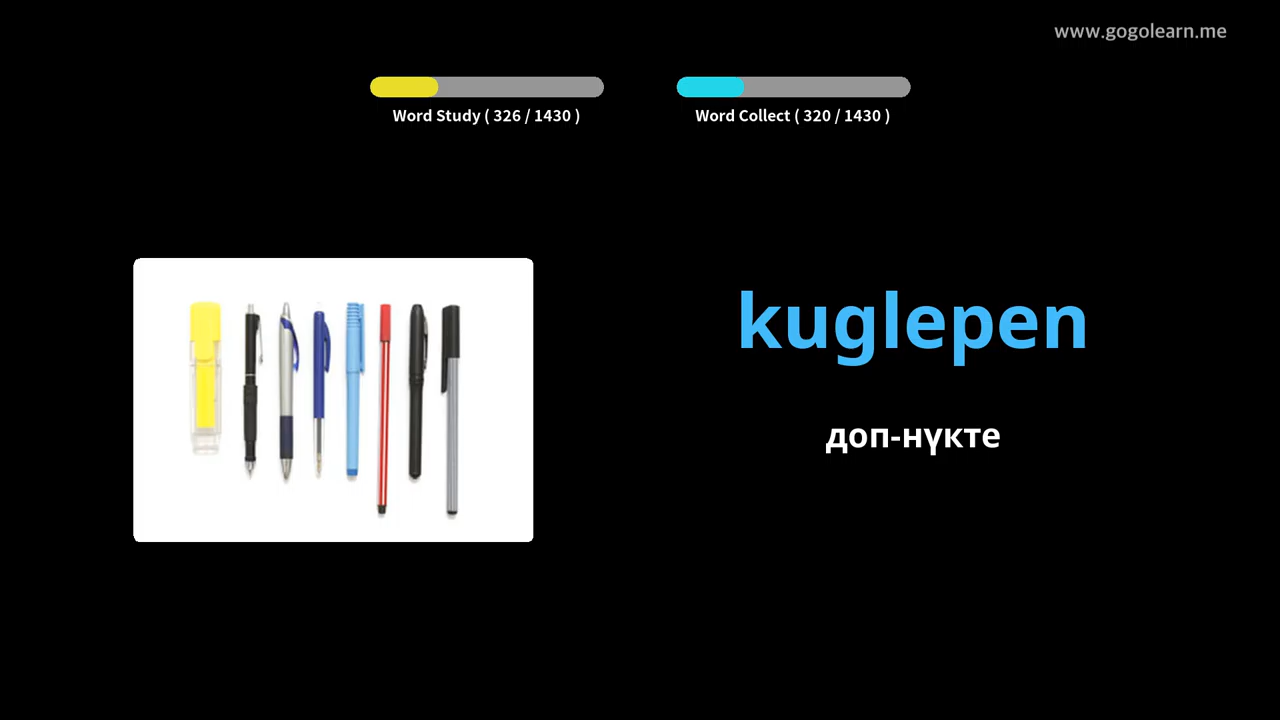 www.gogolearn.me
Word Study ( 326 / 1430 )
Word Collect ( 320 / 1430 )
kuglepen
доп-нүкте